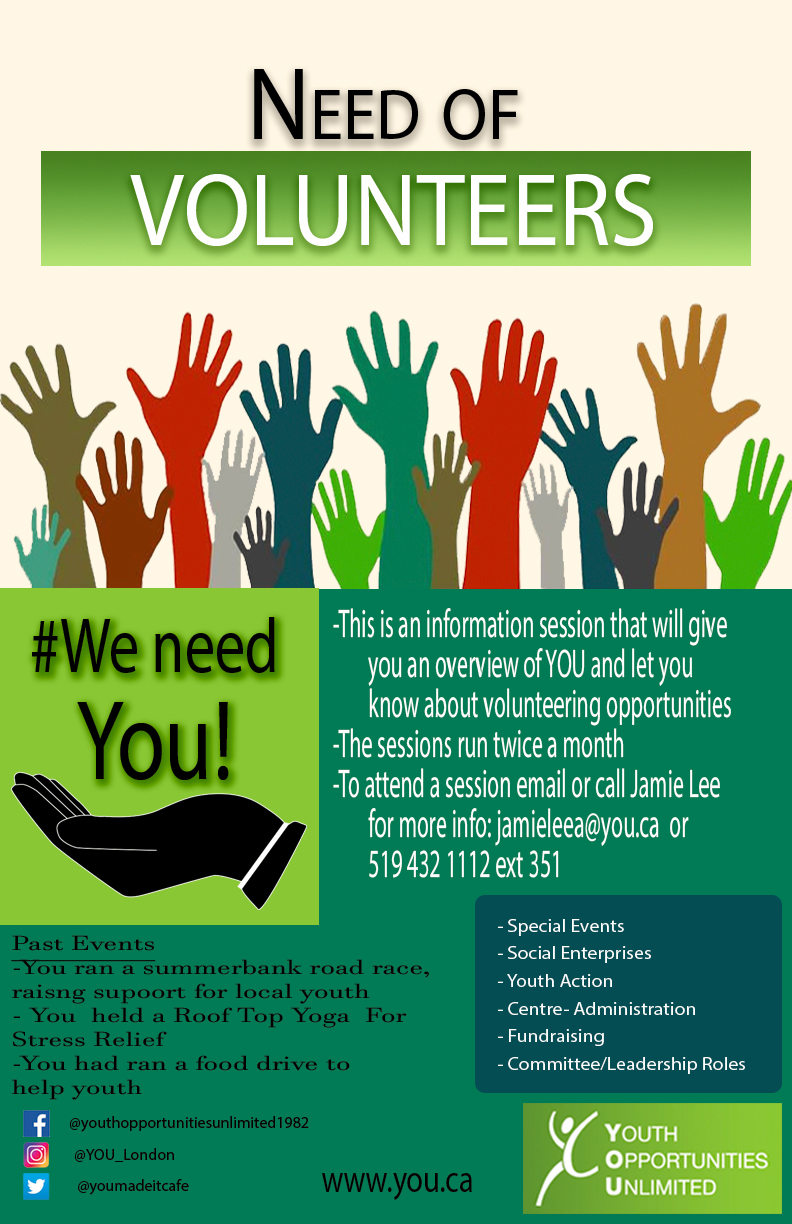 NEED OF
VOLUNTEERS
#We need
You!
-This is an information session that will give
you an overview of YOU and let you
know about volunteering opportunities
-The sessions run twice a month
-To attend a session email or call Jamie Lee
for more info: jamieleea@you.ca or
519 432 1112 ext 351
- Special Events
- Social Enterprises
- Youth Action
- Centre- Administration
- Fundraising
- Committee/Leadership Roles
Past Events
-You ran a summerbank road race,
raisng supoort for local youth
- You held a Roof Top Yoga For
Stress Relief
-You had ran a food drive to
help youth
@youthopportunitiesunlimited1982
@YOU_London
@youmadeitcafe
www.you.ca
YOUTH
OPPORTUNITIES
UNLIMITED